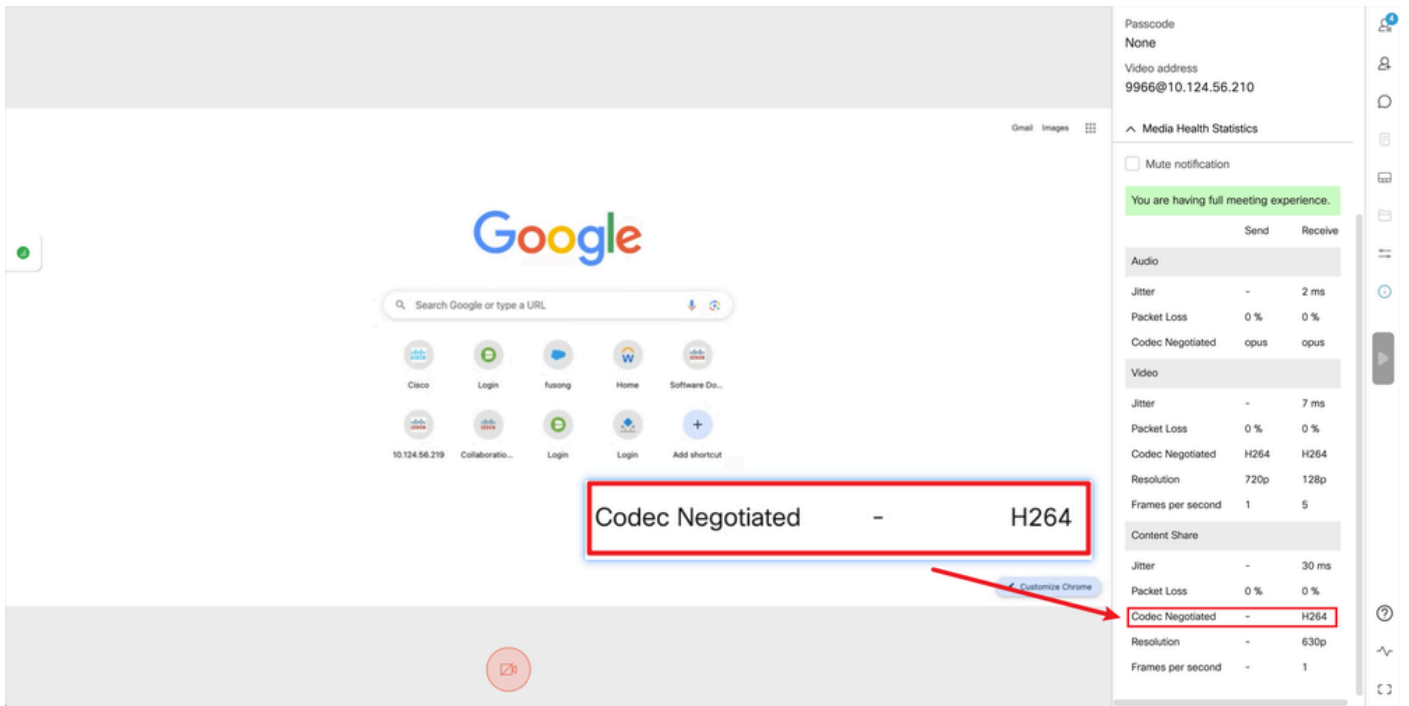 Passcode
None
Video address
9966@10.124.56.210
Media Health Statistics
Mute notification
You are having full meeting experience.
Send Receive
Audio
Jitter - 2 ms
Packet Loss 0 % 0 %
Codec Negotiated opus opus
Video
Jitter - 7 ms
Packet Loss 0 % 0 %
Codec Negotiated H264 H264
Resolution 720p 128p
Frames per second 1 5
Content Share
Jitter - 30 ms
Packet Loss 0 % 0 %
Codec Negotiated - H264
Resolution - 630p
Frames per second - 1
4
Gmail Images
Google
Search Google or type a URL
Cisco Login fusong Home Software Do...
10.124.56.219 Collaboratio... Login Login Add shortcut
Codec Negotiated - H264
Customize Chrome